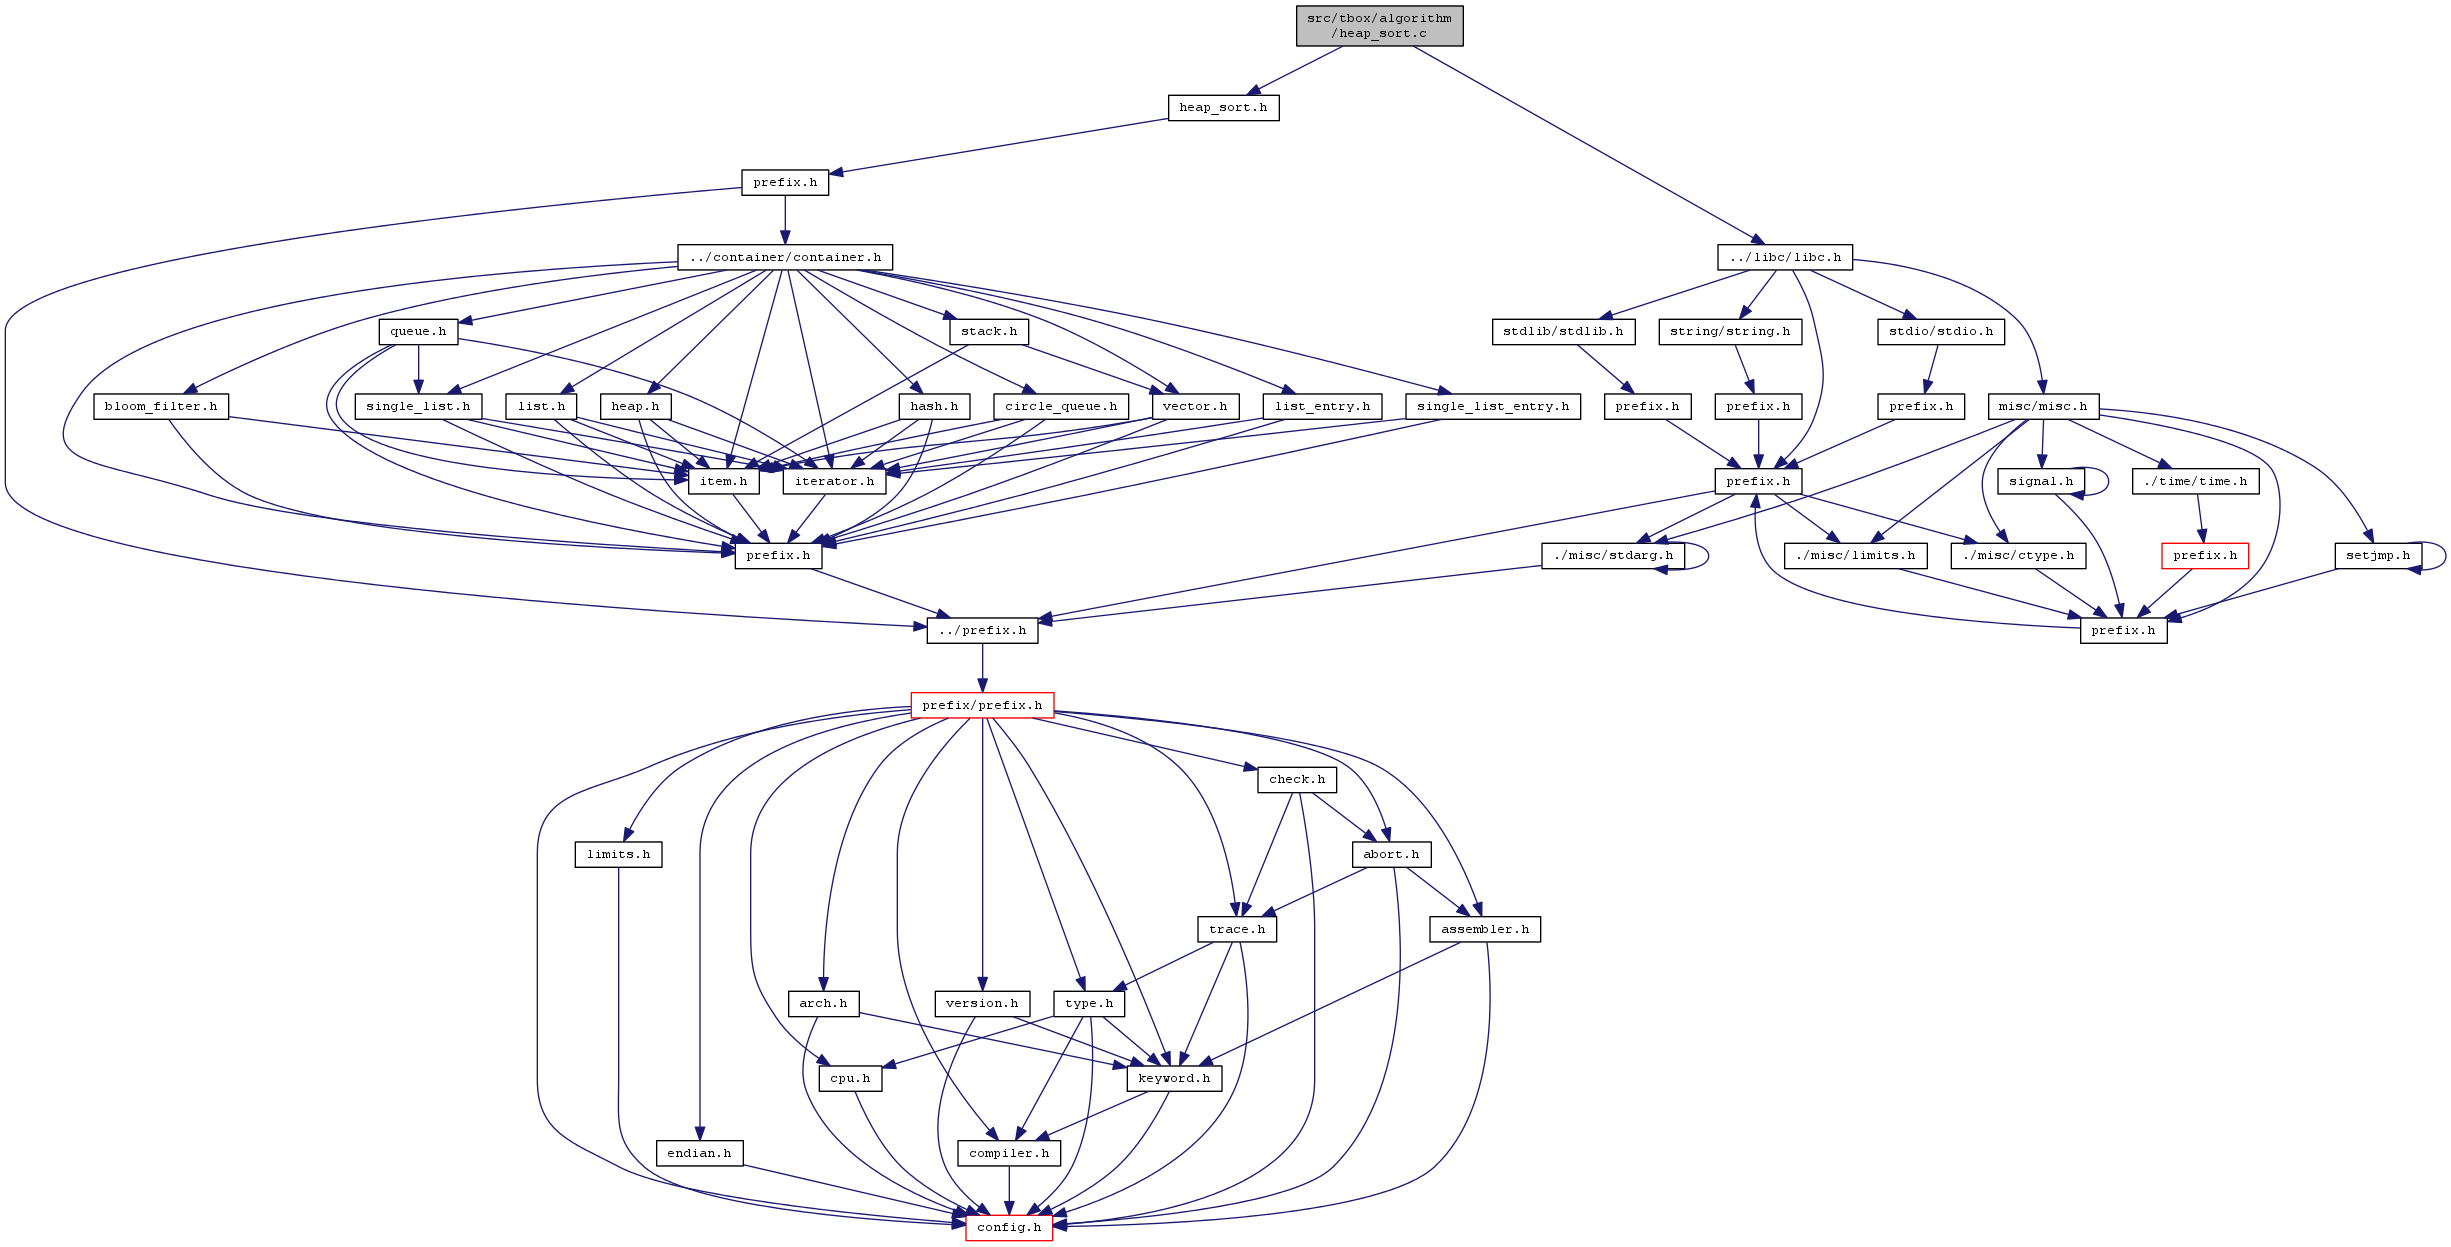 src/tbox/algorithm
/heap_sort.c
heap_sort.h
prefix.h
../container/container.h
../libc/libc.h
queue.h
stack.h
stdlib/stdlib.h
string/string.h
stdio/stdio.h
bloom_filter.h
single_list.h
list.h
heap.h
hash.h
circle_queue.h
vector.h
list_entry.h
single_list_entry.h
prefix.h
prefix.h
prefix.h
misc/misc.h
item.h
iterator.h
prefix.h
signal.h
./time/time.h
prefix.h
./misc/stdarg.h
./misc/limits.h
./misc/ctype.h
prefix.h
setjmp.h
../prefix.h
prefix.h
prefix/prefix.h
check.h
limits.h
abort.h
trace.h
assembler.h
arch.h
version.h
type.h
cpu.h
keyword.h
endian.h
compiler.h
config.h